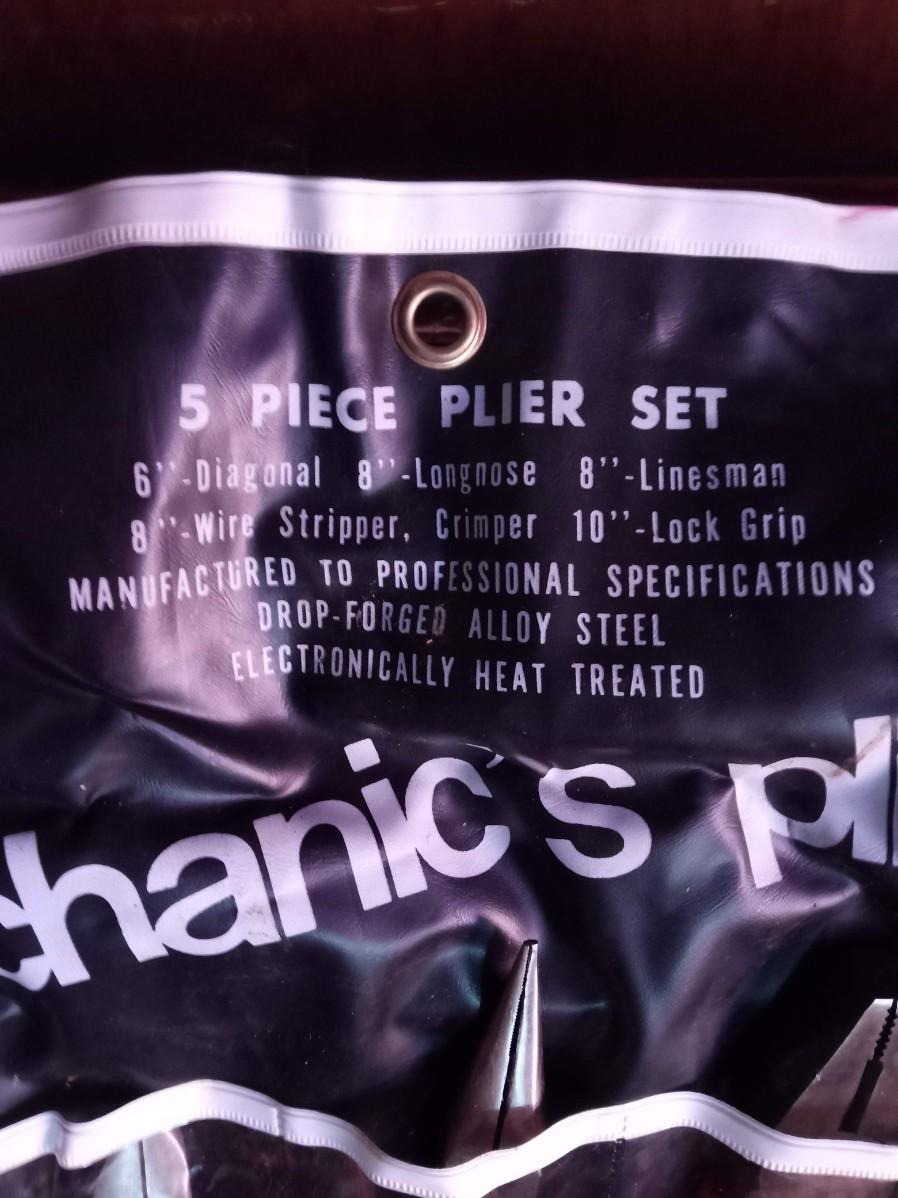 5 PIECE PLIER SET
6''-Diagonal 8''-Longnose 8''-Linesman
8''-Wire Stripper, Crimper 10''-Lock Grip
MANUFACTURED TO PROFESSIONAL SPECIFICATIONS
DROP-FORGED ALLOY STEEL
ELECTRONICALLY HEAT TREATED
chanic's pli